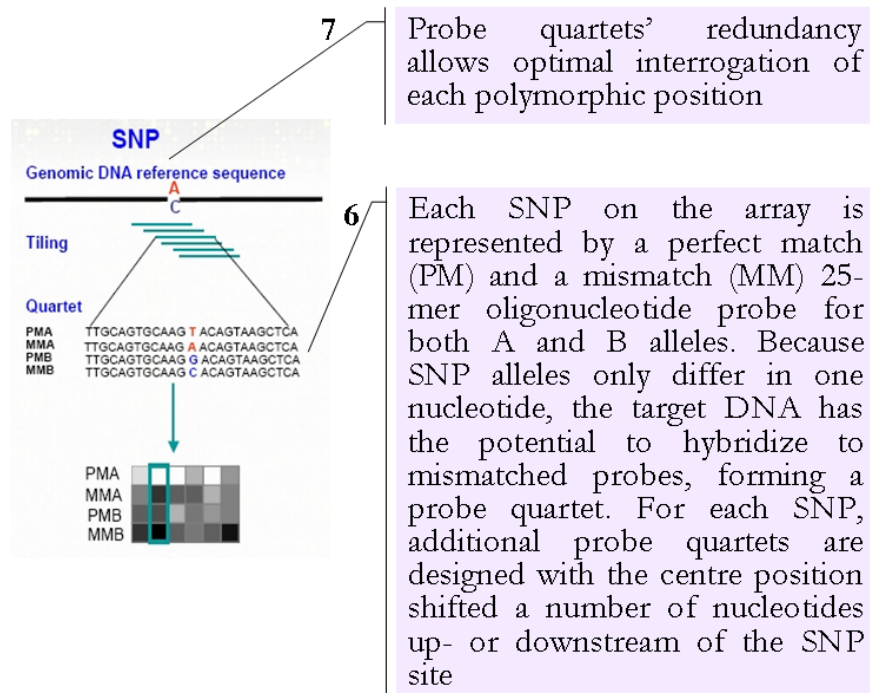 7
Probe quartets' redundancy
allows optimal interrogation of
each polymorphic position
SNP
Genomic DNA reference sequence
A
C
Tiling
Quartet
PMA TTGCAGTGCAAG T ACAGTAAGCTCA
MMA TTGCAGTGCAAG A ACAGTAAGCTCA
PMB TTGCAGTGCAAG G ACAGTAAGCTCA
MMB TTGCAGTGCAAG C ACAGTAAGCTCA
PMA
MMA
PMB
MMB
6
Each SNP on the array is
represented by a perfect match
(PM) and a mismatch (MM) 25-
mer oligonucleotide probe for
both A and B alleles. Because
SNP alleles only differ in one
nucleotide, the target DNA has
the potential to hybridize to
mismatched probes, forming a
probe quartet. For each SNP,
additional probe quartets are
designed with the centre position
shifted a number of nucleotides
up- or downstream of the SNP
site